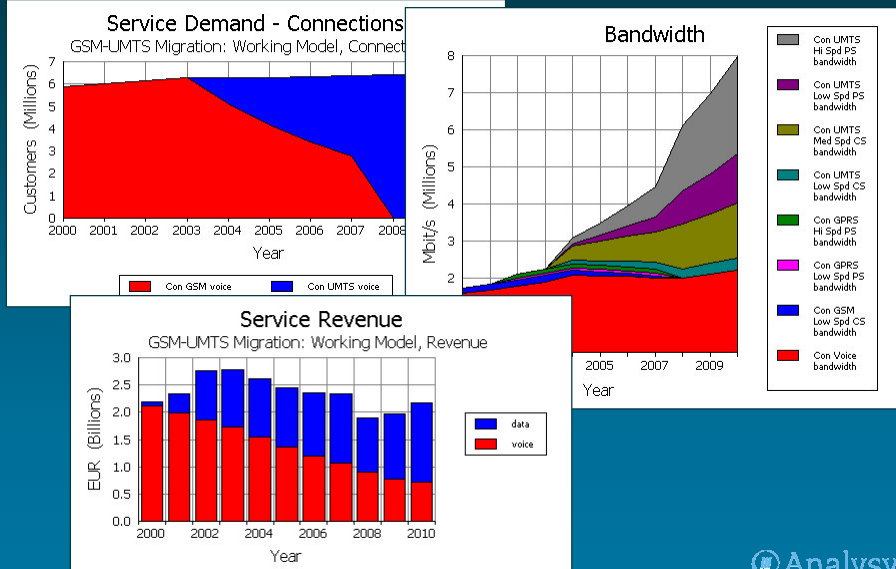 Service Demand - Connections
GSM-UMTS Migration: Working Model, Connect
Customers (Millions)
7
6
5
4
3
2
1
0
2000 2001 2002 2003 2004 2005 2006 2007 2008
Year
Con GSM voice
Con UMTS voice
Bandwidth
Mbit/s (Millions)
8
7
6
5
4
3
2
2005 2007 2009
Year
Con UMTS
Hi Spd PS
bandwidth
Con UMTS
Low Spd PS
bandwidth
Con UMTS
Med Spd CS
bandwidth
Con UMTS
Low Spd CS
bandwidth
Con GPRS
Hi Spd PS
bandwidth
Con GPRS
Low Spd PS
bandwidth
Con GSM
Low Spd CS
bandwidth
Con Voice
bandwidth
Service Revenue
GSM-UMTS Migration: Working Model, Revenue
EUR (Billions)
3.0
2.5
2.0
1.5
1.0
0.5
0.0
2000 2002 2004 2006 2008 2010
Year
data
voice
Analysy